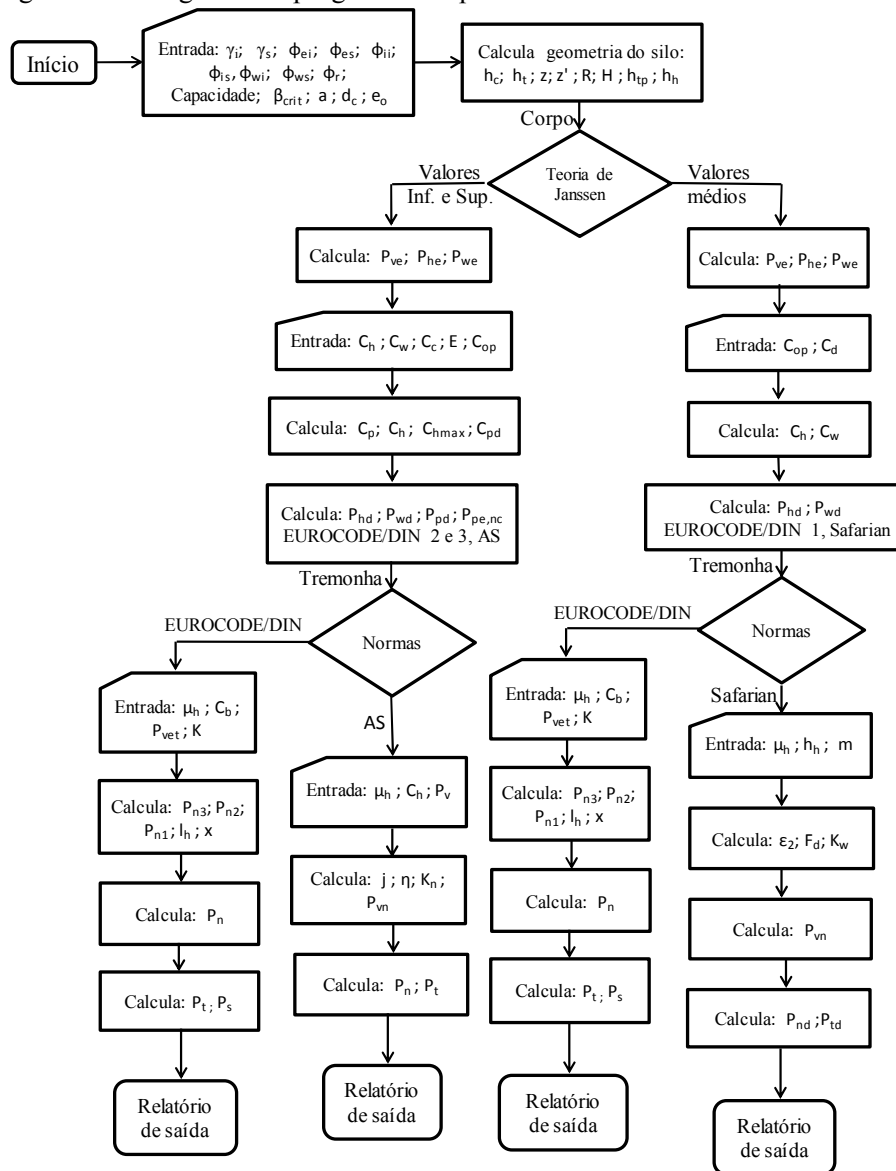 Início
Entrada: γi; γs; ϕei; ϕes; ϕii;
ϕis, ϕwi; ϕws; ϕr;
Capacidade; βcrit; a ; dc; eo
Calcula geometria do silo:
hc; ht ; z; z' ; R; H ; htp ; hh
Corpo
Teoria de
Janssen
Valores
Inf. e Sup.
Valores
médios
Calcula: Pve; Phe; Pwe
Entrada: Ch ; Cw; Cc ; E ; Cop
Calcula: Cp; Ch ; Chmax; Cpd
Calcula: Phd ; Pwd ; Ppd ; Ppe,nc
EUROCODE/DIN 2 e 3, AS
Tremonha
Normas
EUROCODE/DIN
AS
Entrada: μh ; Cb ;
Pvet ; K
Calcula: Pn3; Pn2;
Pn1; lh ; x
Calcula: Pn
Calcula: Pt ; Ps
Relatório
de saída
Entrada: μh ; Ch ; Pv
Calcula: j ; η; Kn ;
Pvn
Pn ; Pt
Calcula:
Relatório
de saída
Calcula: Pve; Phe; Pwe
Entrada: Cop ; Cd
Calcula: Ch ; Cw
Calcula: Phd ; Pwd
EUROCODE/DIN 1, Safarian
Tremonha
Normas
EUROCODE/DIN
Safarian
Entrada: μh ; Cb ;
Pvet ; K
Calcula: Pn3; Pn2;
Pn1; lh ; x
Calcula: Pn
Calcula: Pt ; Ps
Relatório
de saída
Entrada: μh ; hh ; m
Calcula: ε2; Fd ; Kw
Calcula: Pvn
Calcula: Pnd ;Ptd
Relatório
de saída